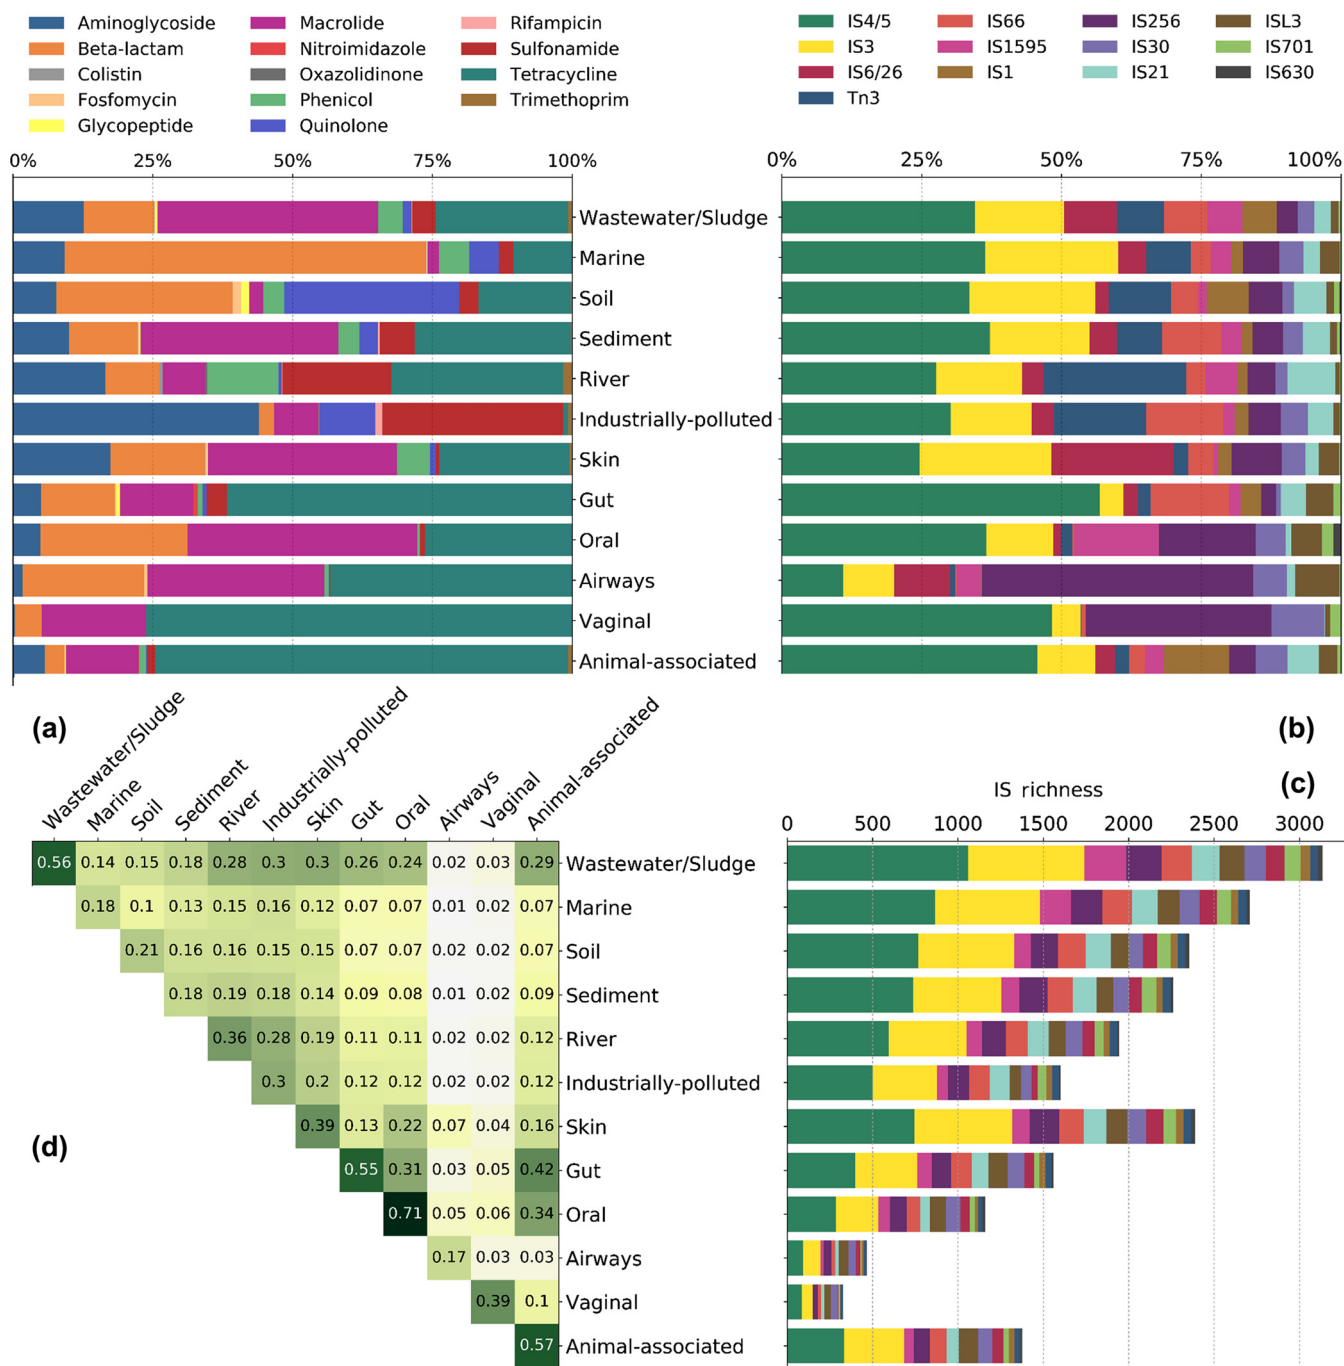 Aminoglycoside Macrolide Rifampicin
Beta-lactam Nitroimidazole Sulfonamide
Colistin Oxazolidinone Tetracycline
Fosfomycin Phenicol Trimethoprim
Glycopeptide Quinolone
IS4/5 IS66 IS256 ISL3
IS3 IS1595 IS30 IS701
IS6/26 IS1 IS21 IS630
Tn3
0% 25% 50% 75% 100%
0% 25% 50% 75% 100%
Wastewater/Sludge
Marine
Soil
Sediment
River
Industrially-polluted
Skin
Gut
Oral
Airways
Vaginal
Animal-associated
(a)
(b)
Wastewater/Sludge
Marine
Soil
Sediment
River
Industrially-polluted
Skin
Gut
Oral
Airways
Vaginal
Animal-associated
(c)
IS richness
0 500 1000 1500 2000 2500 3000
0.56 0.14 0.15 0.18 0.28 0.3 0.3 0.26 0.24 0.02 0.03 0.29 Wastewater/Sludge
0.18 0.1 0.13 0.15 0.16 0.12 0.07 0.07 0.01 0.02 0.07 Marine
0.21 0.16 0.16 0.15 0.15 0.07 0.07 0.02 0.02 0.07 Soil
0.18 0.19 0.18 0.14 0.09 0.08 0.01 0.02 0.09 Sediment
0.36 0.28 0.19 0.11 0.11 0.02 0.02 0.12 River
0.3 0.2 0.12 0.12 0.02 0.02 0.12 Industrially-polluted
0.39 0.13 0.22 0.07 0.04 0.16 Skin
(d)
0.55 0.31 0.03 0.05 0.42 Gut
0.71 0.05 0.06 0.34 Oral
0.17 0.03 0.03 Airways
0.39 0.1 Vaginal
0.57 Animal-associated